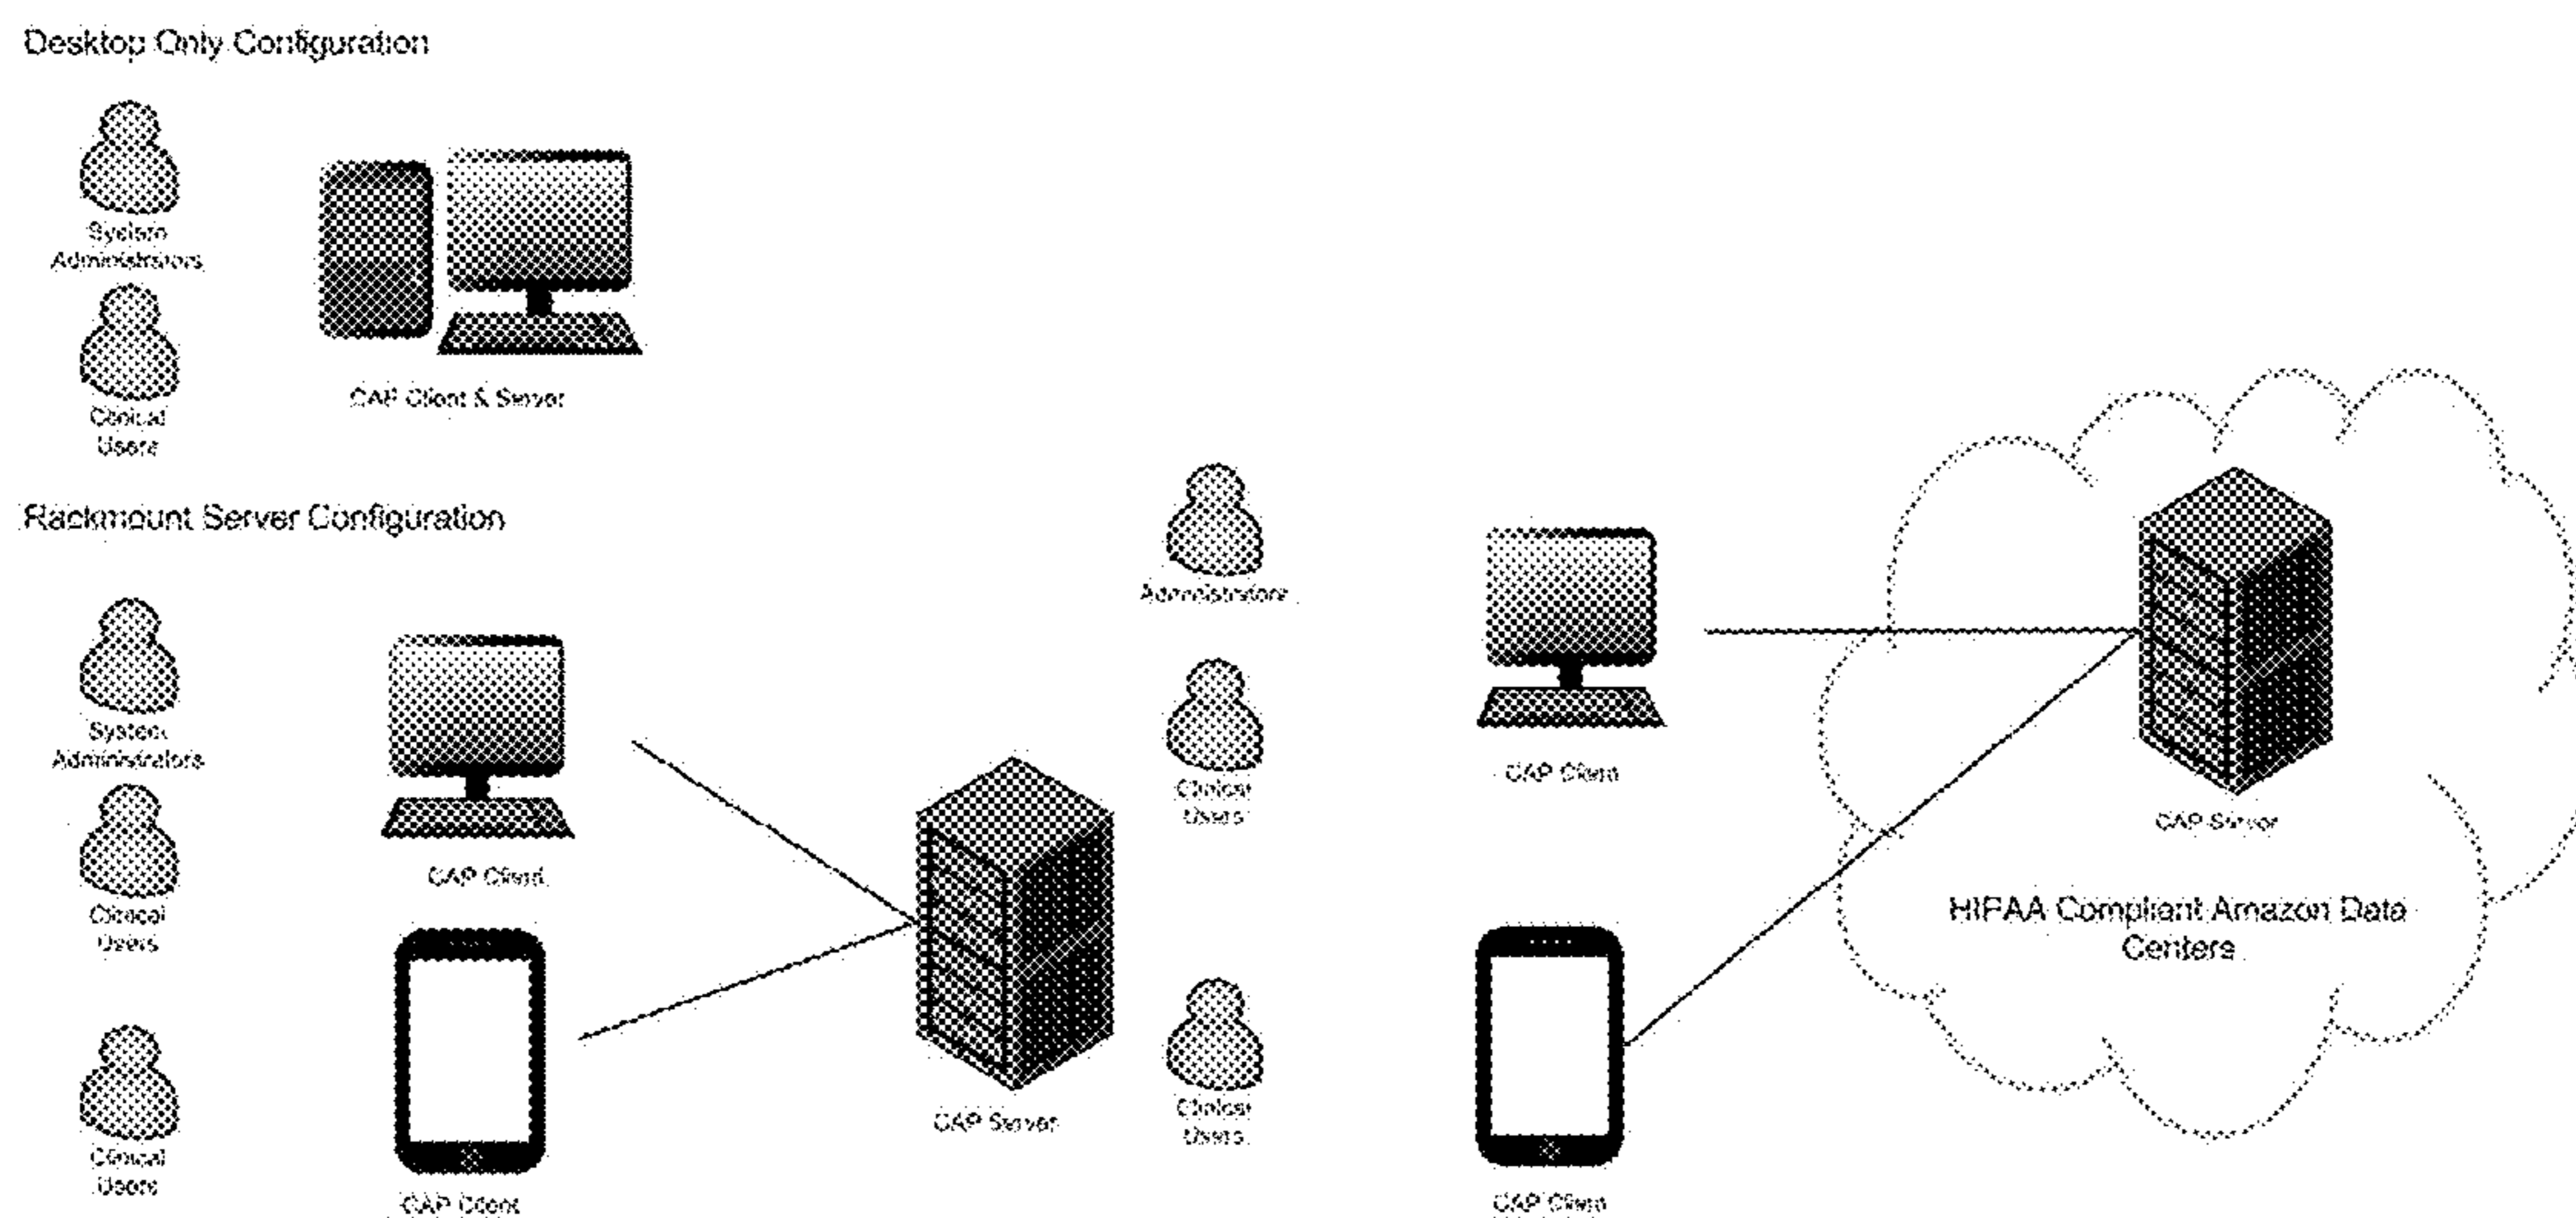 Desktop Only Configuration
System
Administrators
Clinical
Users
CAP Client & Server
Rackmount Server Configuration
System
Administrators
Clinical
Users
CAP Client
Clinical
Users
CAP Client
CAP Server
Administrators
Clinical
Users
CAP Client
Clinical
Users
CAP Client
CAP Server
HIPAA Compliant Amazon Data
Centers